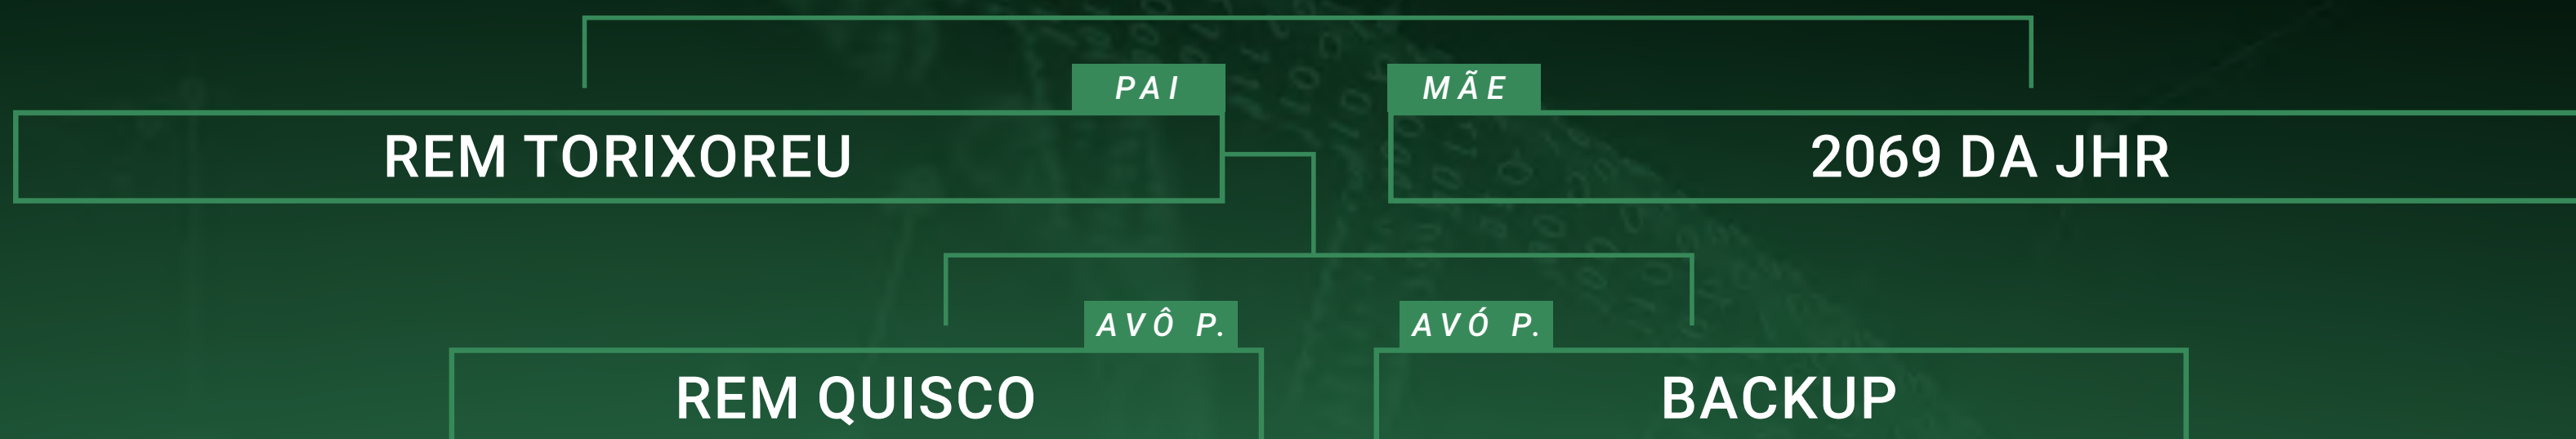 PAI
MÃE
REM TORIXOREU
2069 DA JHR
AVÔ P.
AVÓ P.
REM QUISCO
BACKUP